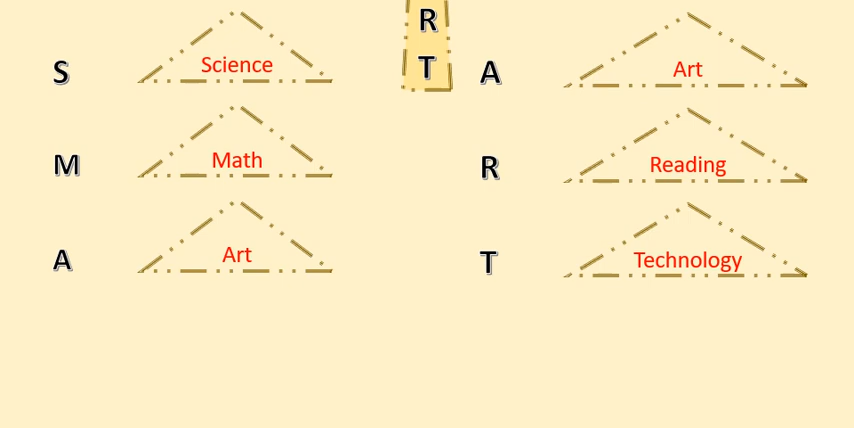 R
T
S Science
M Math
A Art
A Art
R Reading
T Technology